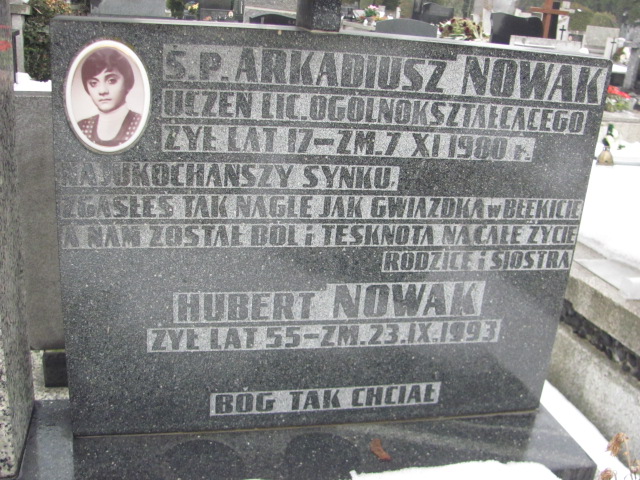 Ś.P. ARKADIUSZ NOWAK
UCZEŃ LIC. OGÓLNOKSZTAŁCĄCEGO
ŻYŁ LAT 17 – ZM. 7 XI 1980 r.
NAJUKOCHAŃSZY SYNKU.
ZGASŁEŚ TAK NAGLE JAK GWIAZDKA W BŁĘKICIE
A NAM ZOSTAŁ BÓL i TĘSKNOTA NA CAŁE ŻYCIE
RODZICE i SIOSTRA
HUBERT NOWAK
ŻYŁ LAT 55 – ZM. 23.IX.1993
BÓG TAK CHCIAŁ